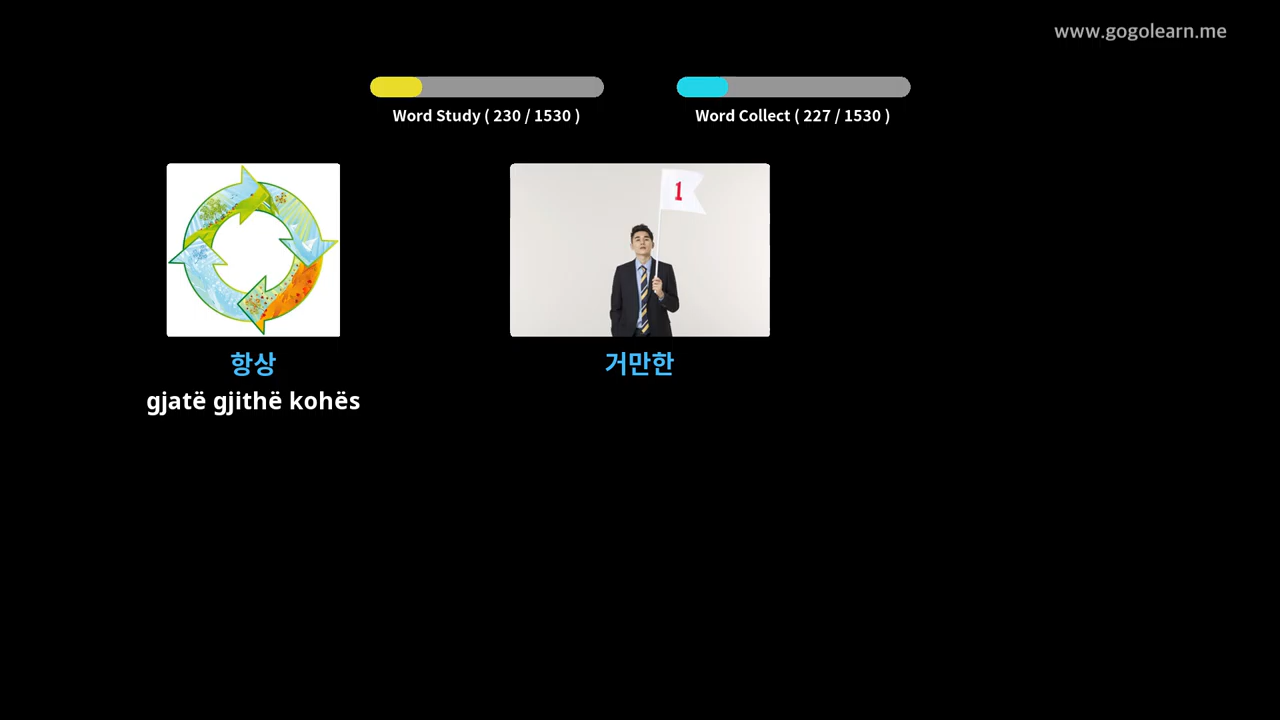 www.gogolearn.me
Word Study ( 230 / 1530 )
Word Collect ( 227 / 1530 )
1
항상
거만한
gjatë gjithë kohës